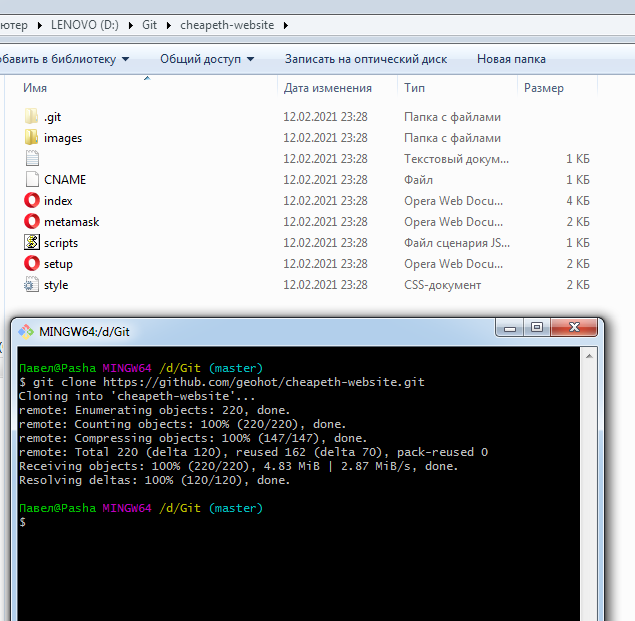 ютер ▸ LENOVO (D:) ▸ Git ▸ cheapeth-website ▸
обавить в библиотеку Общий доступ Записать на оптический диск Новая папка
Имя Дата изменения Тип Размер
.git 12.02.2021 23:28 Папка с файлами
images 12.02.2021 23:28 Папка с файлами
12.02.2021 23:28 Текстовый докум... 1 КБ
CNAME 12.02.2021 23:28 Файл 1 КБ
index 12.02.2021 23:28 Opera Web Docu... 4 КБ
metamask 12.02.2021 23:28 Opera Web Docu... 2 КБ
scripts 12.02.2021 23:28 Файл сценария JS... 1 КБ
setup 12.02.2021 23:28 Opera Web Docu... 2 КБ
style 12.02.2021 23:28 CSS-документ 2 КБ
MINGW64:/d/Git
Павел@Pasha MINGW64 /d/Git (master)
$ git clone https://github.com/geohot/cheapeth-website.git
Cloning into 'cheapeth-website'...
remote: Enumerating objects: 220, done.
remote: Counting objects: 100% (220/220), done.
remote: Compressing objects: 100% (147/147), done.
remote: Total 220 (delta 120), reused 162 (delta 70), pack-reused 0
Receiving objects: 100% (220/220), 4.83 MiB | 2.87 MiB/s, done.
Resolving deltas: 100% (120/120), done.
Павел@Pasha MINGW64 /d/Git (master)
$